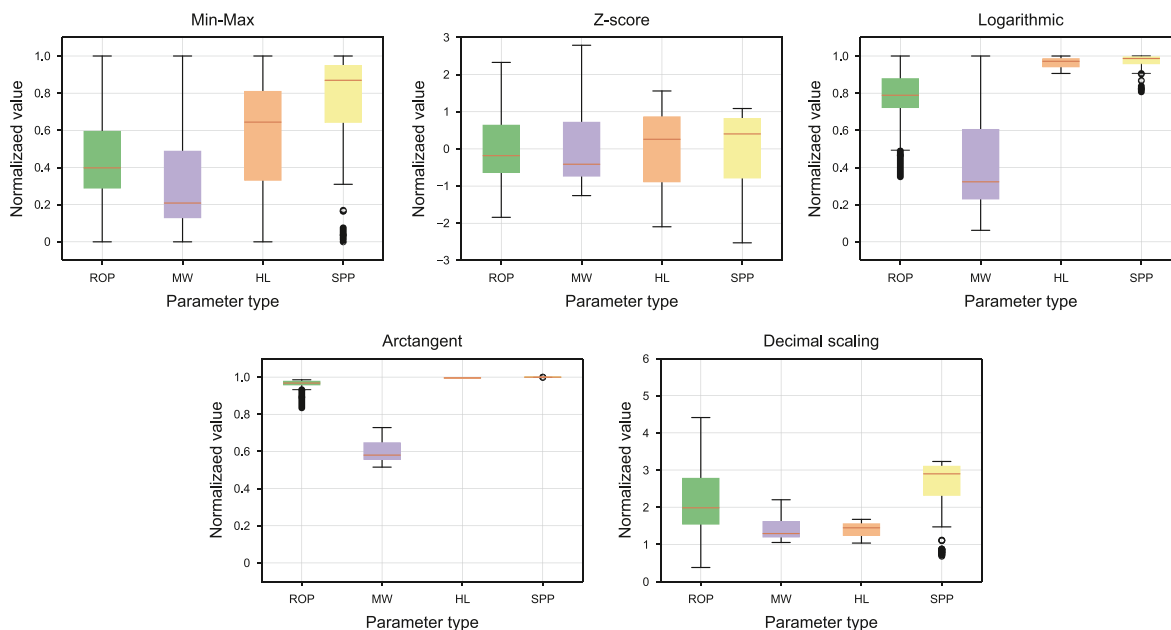 Min-Max
Normalizaed value
1.0
0.8
0.6
0.4
0.2
0
ROP MW HL SPP
Parameter type
Z-score
Normalizaed value
3
2
1
0
−1
−2
−3
ROP MW HL SPP
Parameter type
Logarithmic
Normalizaed value
1.0
0.8
0.6
0.4
0.2
0
ROP MW HL SPP
Parameter type
Arctangent
Normalizaed value
1.0
0.8
0.6
0.4
0.2
0
ROP MW HL SPP
Parameter type
Decimal scaling
Normalizaed value
6
5
4
3
2
1
0
ROP MW HL SPP
Parameter type